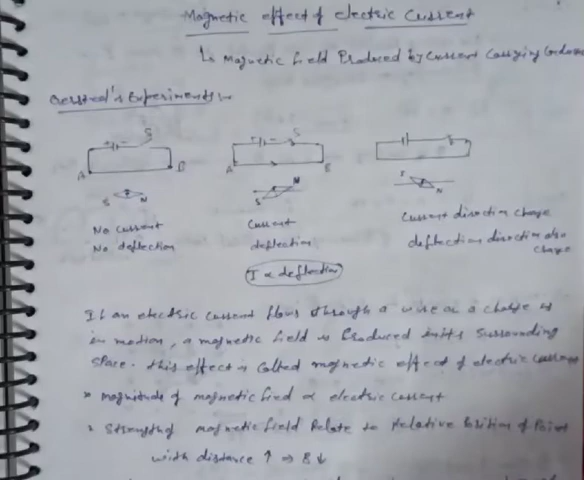 Magnetic effect of electric current
↳ Magnetic field Produced by current carrying
Oersted's Experiments:-
+ - S + - S S
A B A B
S N S N S N
No current Current Current direction change
No deflection deflection deflection direction also change
I ∝ deflection
If an electric current flows through a wire or a charge is
in motion, a magnetic field is Produced in its surrounding
space. this effect is called magnetic effect of electric current
* magnitude of magnetic field ∝ electric current
* Strength of magnetic field Relate to Relative Position of Point
with distance ↑ ⇒ B ↓